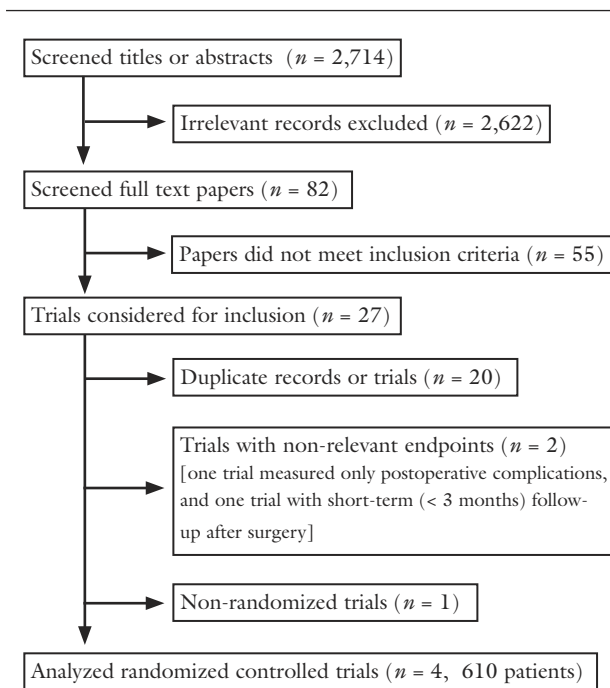 Screened titles or abstracts (n = 2,714)
Irrelevant records excluded (n = 2,622)
Screened full text papers (n = 82)
Papers did not meet inclusion criteria (n = 55)
Trials considered for inclusion (n = 27)
Duplicate records or trials (n = 20)
Trials with non-relevant endpoints (n = 2)
[one trial measured only postoperative complications,
and one trial with short-term (< 3 months) follow-
up after surgery]
Non-randomized trials (n = 1)
Analyzed randomized controlled trials (n = 4, 610 patients)